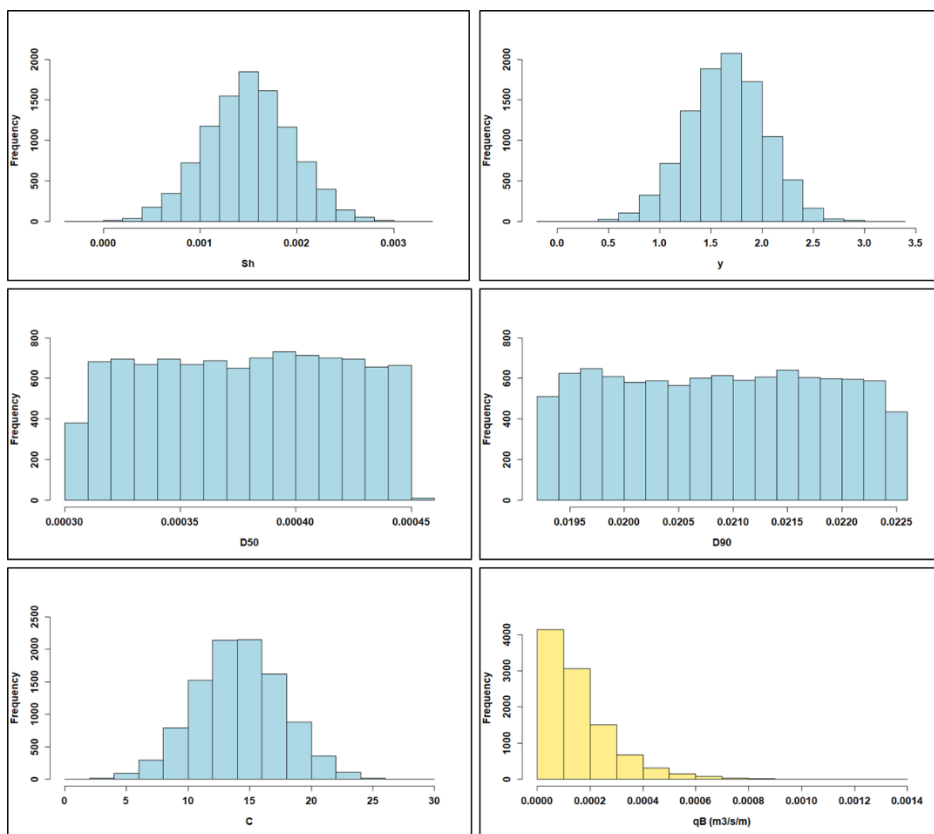 Frequency
0 500 1000 1500 2000
0.000 0.001 0.002 0.003
Sh
Frequency
0 500 1000 1500 2000
0.0 0.5 1.0 1.5 2.0 2.5 3.0 3.5
y
Frequency
0 200 400 600 800
0.00030 0.00035 0.00040 0.00045
D50
Frequency
0 200 400 600 800
0.0195 0.0200 0.0205 0.0210 0.0215 0.0220 0.0225
D90
Frequency
0 500 1000 1500 2000 2500
0 5 10 15 20 25 30
C
Frequency
0 1000 2000 3000 4000
0.0000 0.0002 0.0004 0.0006 0.0008 0.0010 0.0012 0.0014
qB (m3/s/m)